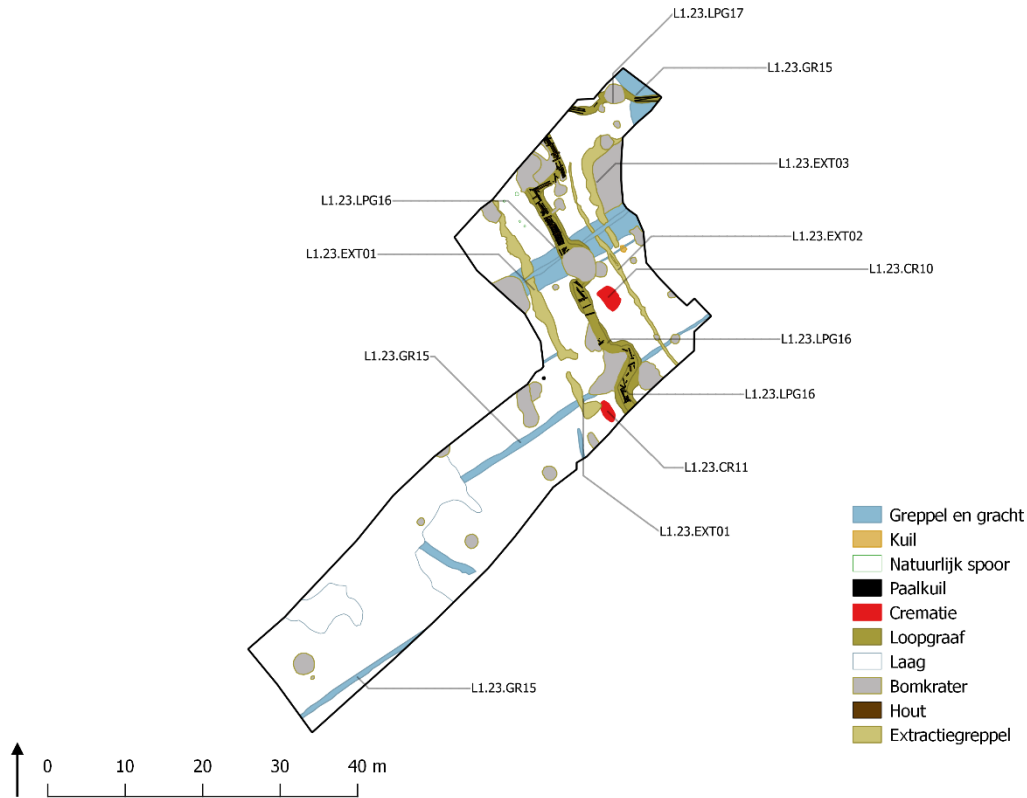 L1.23.LPG17
L1.23.GR15
L1.23.EXT03
L1.23.LPG16
L1.23.EXT02
L1.23.EXT01
L1.23.CR10
L1.23.LPG16
L1.23.GR15
L1.23.LPG16
L1.23.CR11
L1.23.EXT01
L1.23.GR15
Greppel en gracht
Kuil
Natuurlijk spoor
Paalkuil
Crematie
Loopgraaf
Laag
Bomkrater
Hout
Extractiegreppel
0 10 20 30 40 m